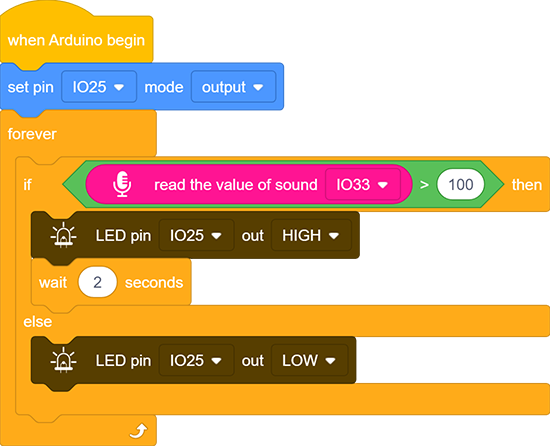 when Arduino begin
set pin IO25 mode output
forever
if read the value of sound IO33 > 100 then
LED pin IO25 out HIGH
wait 2 seconds
else
LED pin IO25 out LOW